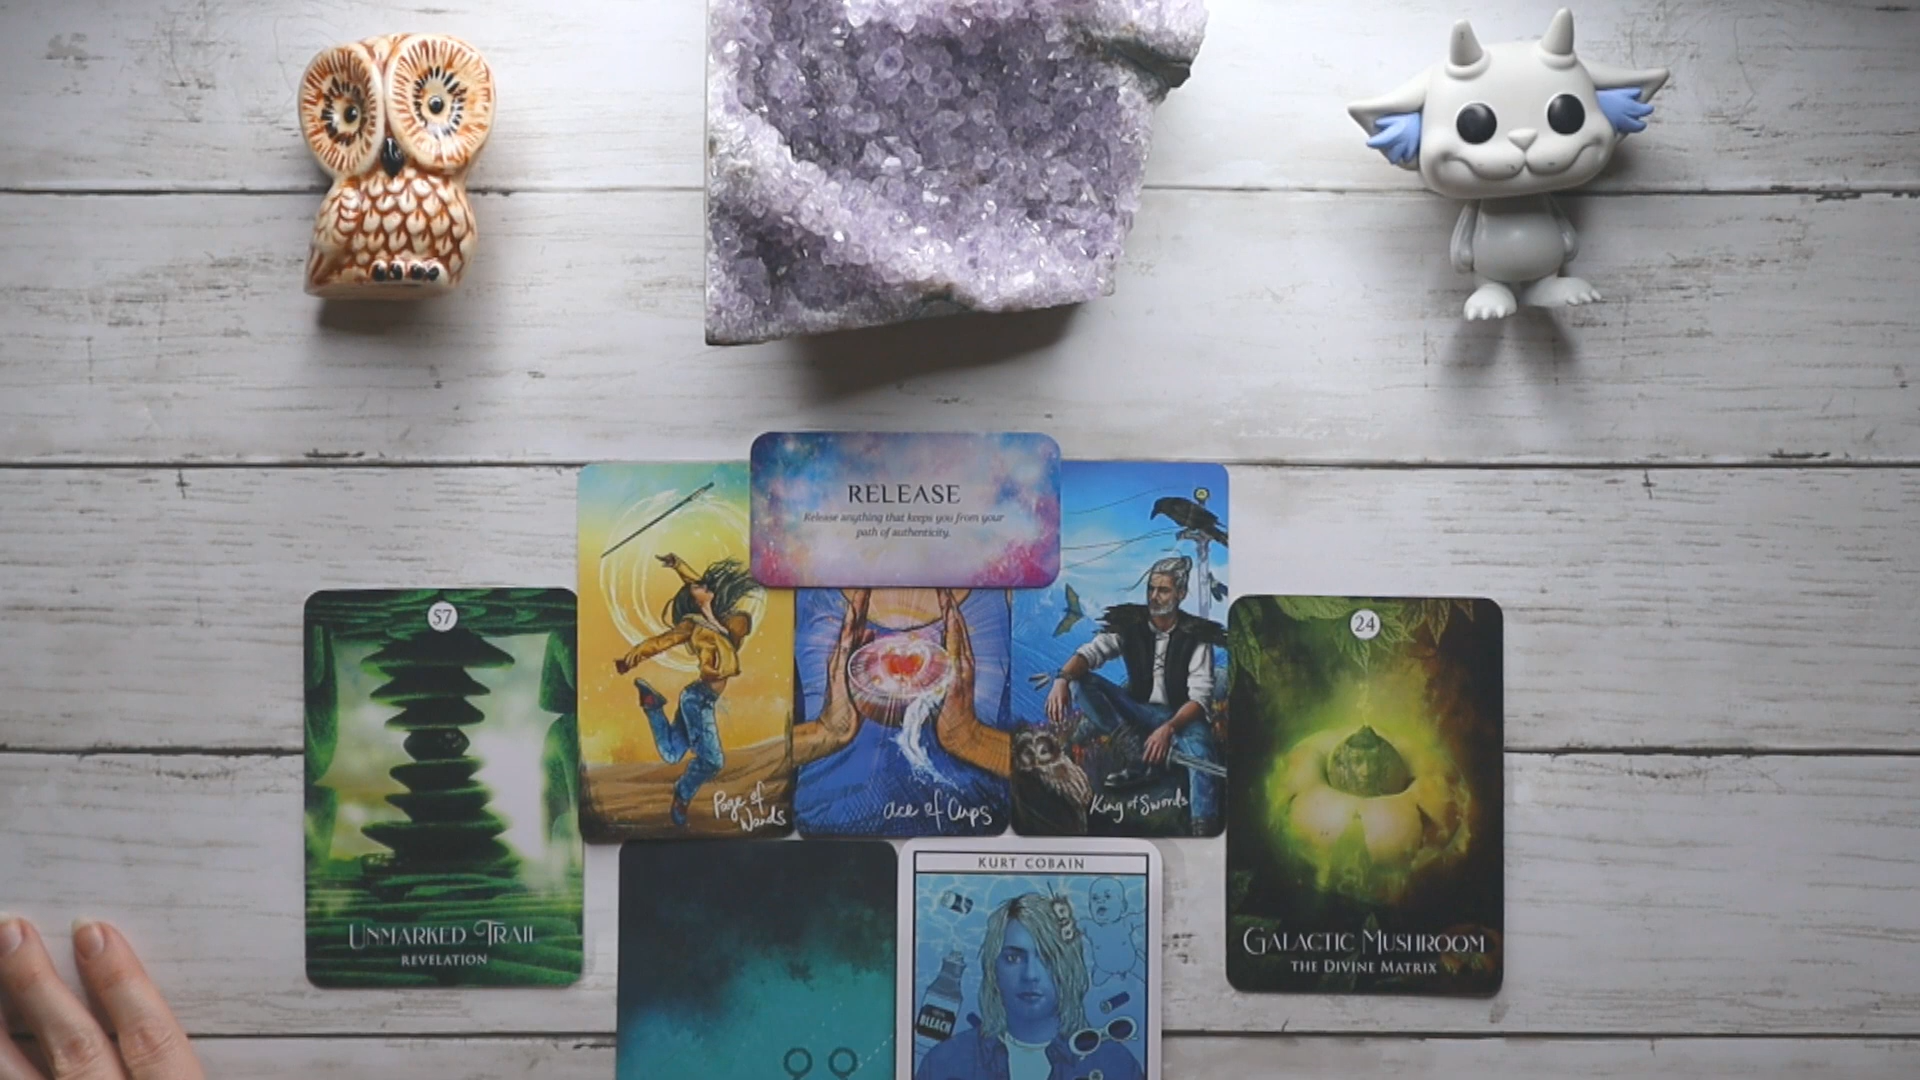 RELEASE
Release anything that keeps you from your
path of authenticity.
57
UNMARKED TRAIL
REVELATION
Page of
Wands
ace of Cups
King of Swords
24
GALACTIC MUSHROOM
THE DIVINE MATRIX
KURT COBAIN
BLEACH